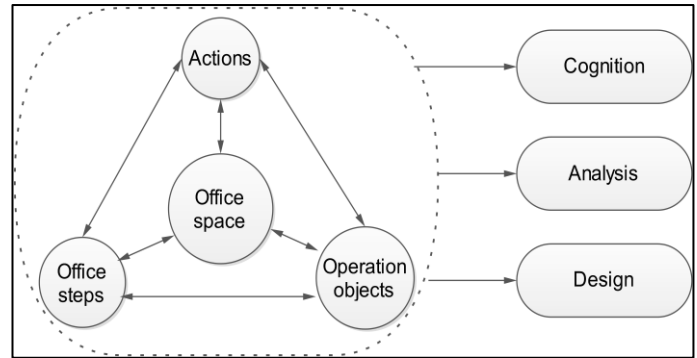 Actions
Cognition
Office
space
Analysis
Office
steps
Operation
objects
Design